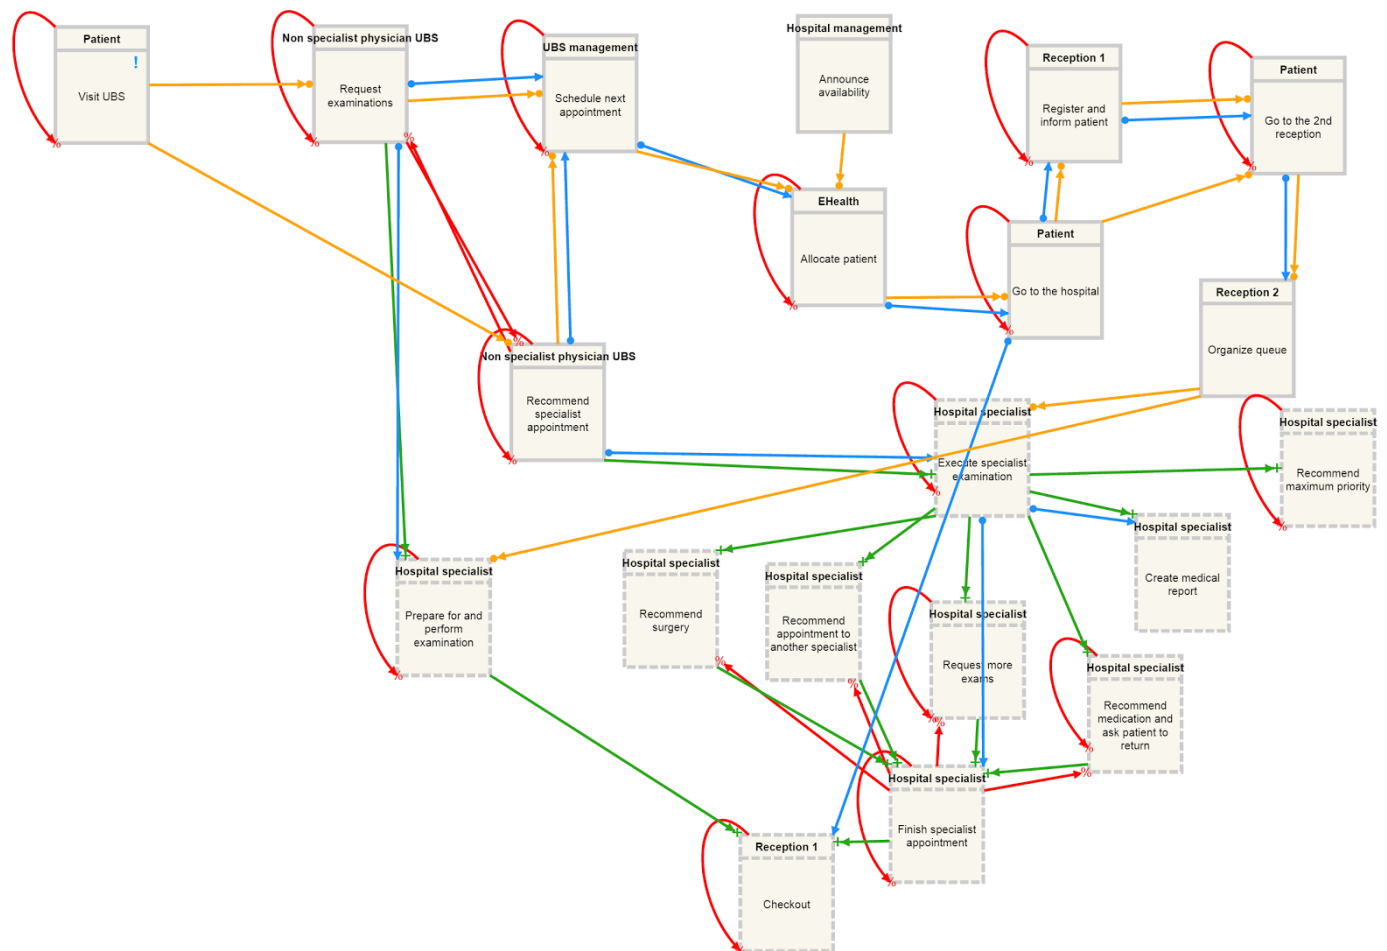 Patient
!
Visit UBS
%
Non specialist physician UBS
Request
examinations
%
%
UBS management
Schedule next
appointment
%
Hospital management
Announce
availability
Reception 1
Register and
inform patient
%
Patient
Go to the 2nd
reception
%
EHealth
Allocate patient
%
Patient
Go to the hospital
%
Reception 2
Organize queue
%
Non specialist physician UBS
Recommend
specialist
appointment
%
Hospital specialist
Execute specialist
examination
%
Hospital specialist
Recommend
maximum priority
%
Hospital specialist
Prepare for and
perform
examination
%
Hospital specialist
Recommend
surgery
%
Hospital specialist
Recommend
appointment to
another specialist
%
Hospital specialist
Request more
exams
%
%
Hospital specialist
Create medical
report
Hospital specialist
Recommend
medication and
ask patient to
return
%
%
Hospital specialist
Finish specialist
appointment
%
Reception 1
Checkout
%